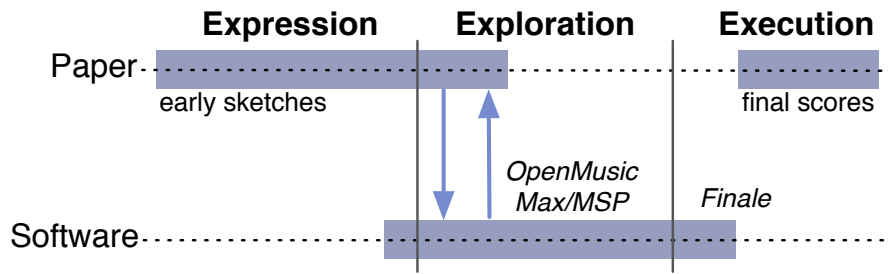 Expression Exploration Execution
Paper
early sketches
final scores
OpenMusic
Max/MSP
Finale
Software